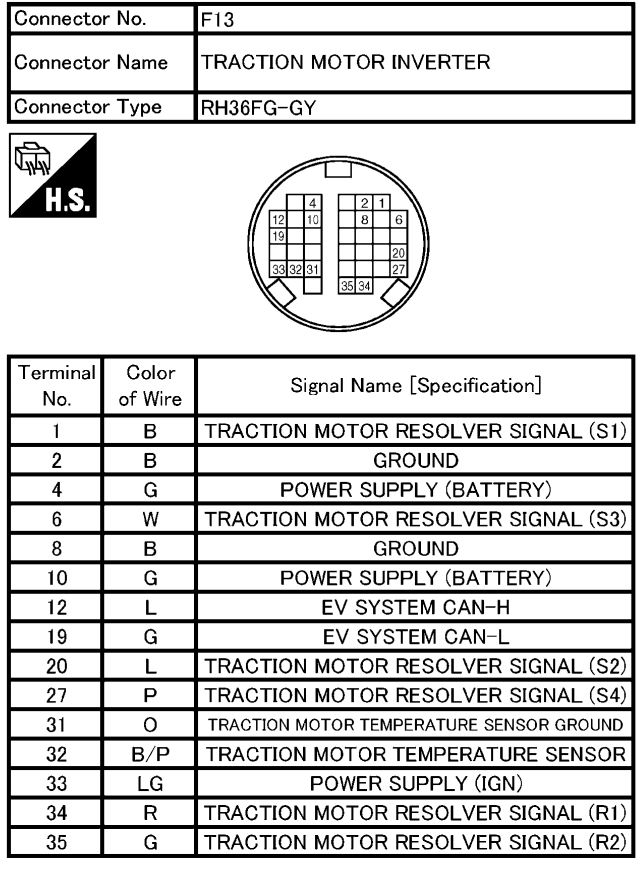 Connector No. F13
Connector Name TRACTION MOTOR INVERTER
Connector Type RH36FG-GY
H.S.
4 2 1
12 10 8 6
19
20
33 32 31 27
35 34
Terminal No. Color of Wire Signal Name [Specification]
1 B TRACTION MOTOR RESOLVER SIGNAL (S1)
2 B GROUND
4 G POWER SUPPLY (BATTERY)
6 W TRACTION MOTOR RESOLVER SIGNAL (S3)
8 B GROUND
10 G POWER SUPPLY (BATTERY)
12 L EV SYSTEM CAN-H
19 G EV SYSTEM CAN-L
20 L TRACTION MOTOR RESOLVER SIGNAL (S2)
27 P TRACTION MOTOR RESOLVER SIGNAL (S4)
31 O TRACTION MOTOR TEMPERATURE SENSOR GROUND
32 B/P TRACTION MOTOR TEMPERATURE SENSOR
33 LG POWER SUPPLY (IGN)
34 R TRACTION MOTOR RESOLVER SIGNAL (R1)
35 G TRACTION MOTOR RESOLVER SIGNAL (R2)